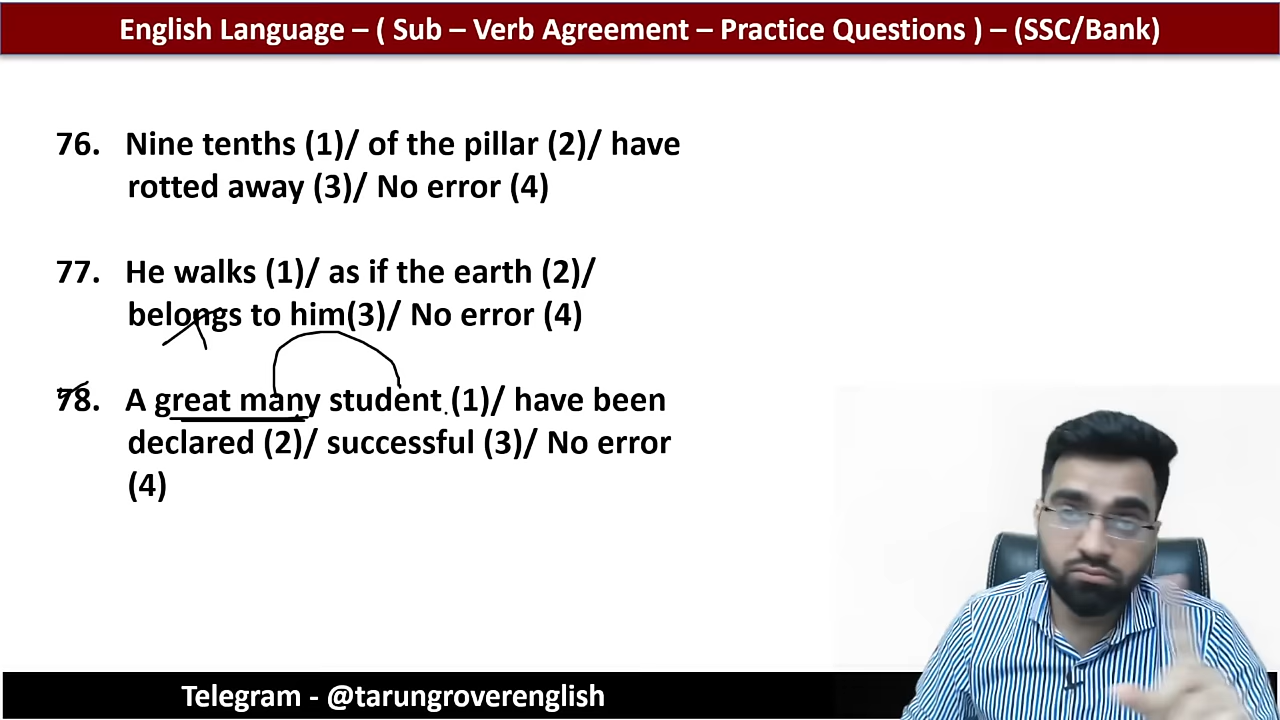 English Language – ( Sub – Verb Agreement – Practice Questions ) – (SSC/Bank)
76. Nine tenths (1)/ of the pillar (2)/ have
rotted away (3)/ No error (4)
77. He walks (1)/ as if the earth (2)/
belongs to him(3)/ No error (4)
78. A great many student (1)/ have been
declared (2)/ successful (3)/ No error
(4)
Telegram - @tarungroverenglish